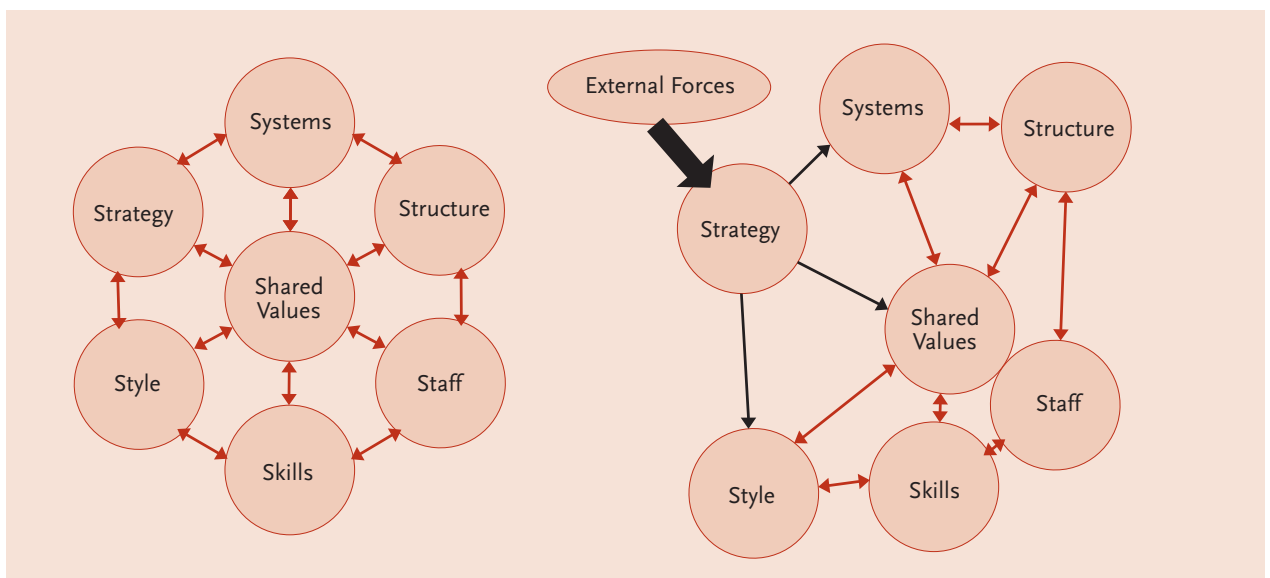 Systems
Strategy
Structure
Shared
Values
Style
Staff
Skills
External Forces
Systems
Structure
Strategy
Shared
Values
Staff
Style
Skills